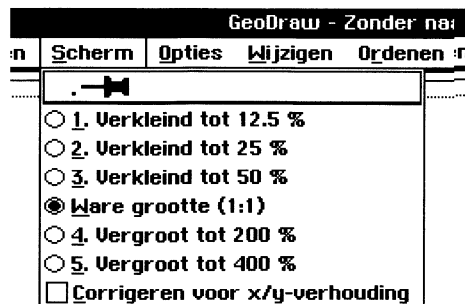 GeoDraw - Zonder naa
en Scherm Opties Wijzigen Ordenen
1. Verkleind tot 12.5 %
2. Verkleind tot 25 %
3. Verkleind tot 50 %
Ware grootte (1:1)
4. Vergroot tot 200 %
5. Vergroot tot 400 %
Corrigeren voor x/y-verhouding